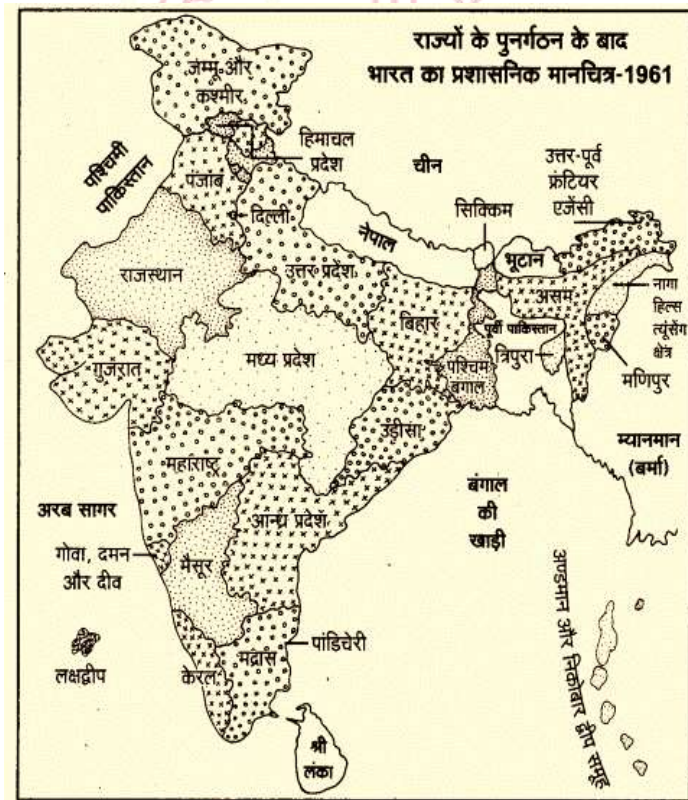 राज्यों के पुनर्गठन के बाद
भारत का प्रशासनिक मानचित्र-1961
जम्मू और
कश्मीर
हिमाचल
प्रदेश
पश्चिमी
पाकिस्तान
पंजाब
चीन
उत्तर-पूर्व
फ्रंटियर
एजेंसी
दिल्ली
सिक्किम
नेपाल
भूटान
राजस्थान
उत्तर प्रदेश
असम
नागा
हिल्स
त्यूंसेंग
क्षेत्र
बिहार
पूर्वी पाकिस्तान
त्रिपुरा
मणिपुर
गुजरात
मध्य प्रदेश
पश्चिम
बंगाल
उड़ीसा
म्यानमान
(बर्मा)
महाराष्ट्र
बंगाल
की
खाड़ी
अरब सागर
आन्ध्र प्रदेश
गोवा, दमन
और दीव
मैसूर
अण्डमान और निकोबार द्वीप समूह
लक्षद्वीप
केरल
मद्रास
पांडिचेरी
श्री
लंका